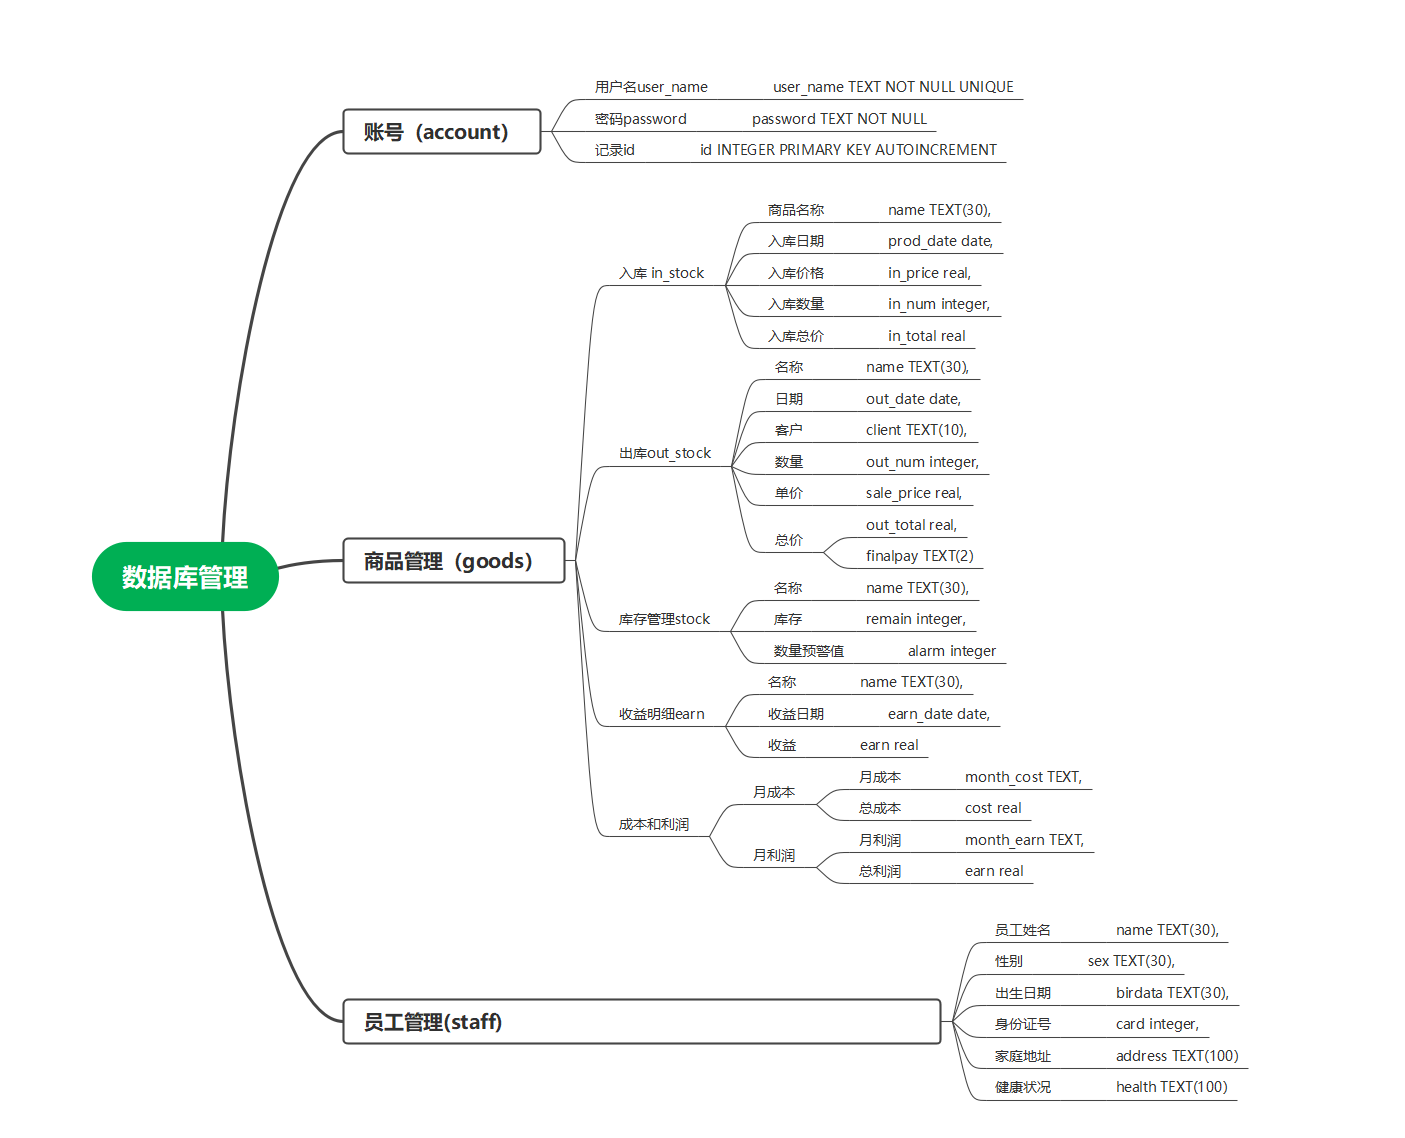 数据库管理
账号（account）
用户名user_name
user_name TEXT NOT NULL UNIQUE
密码password
password TEXT NOT NULL
记录id
id INTEGER PRIMARY KEY AUTOINCREMENT
商品管理（goods）
入库 in_stock
商品名称
name TEXT(30),
入库日期
prod_date date,
入库价格
in_price real,
入库数量
in_num integer,
入库总价
in_total real
出库out_stock
名称
name TEXT(30),
日期
out_date date,
客户
client TEXT(10),
数量
out_num integer,
单价
sale_price real,
总价
out_total real,
finalpay TEXT(2)
库存管理stock
名称
name TEXT(30),
库存
remain integer,
数量预警值
alarm integer
收益明细earn
名称
name TEXT(30),
收益日期
earn_date date,
收益
earn real
成本和利润
月成本
月成本
month_cost TEXT,
总成本
cost real
月利润
月利润
month_earn TEXT,
总利润
earn real
员工管理(staff)
员工姓名
name TEXT(30),
性别
sex TEXT(30),
出生日期
birdata TEXT(30),
身份证号
card integer,
家庭地址
address TEXT(100)
健康状况
health TEXT(100)